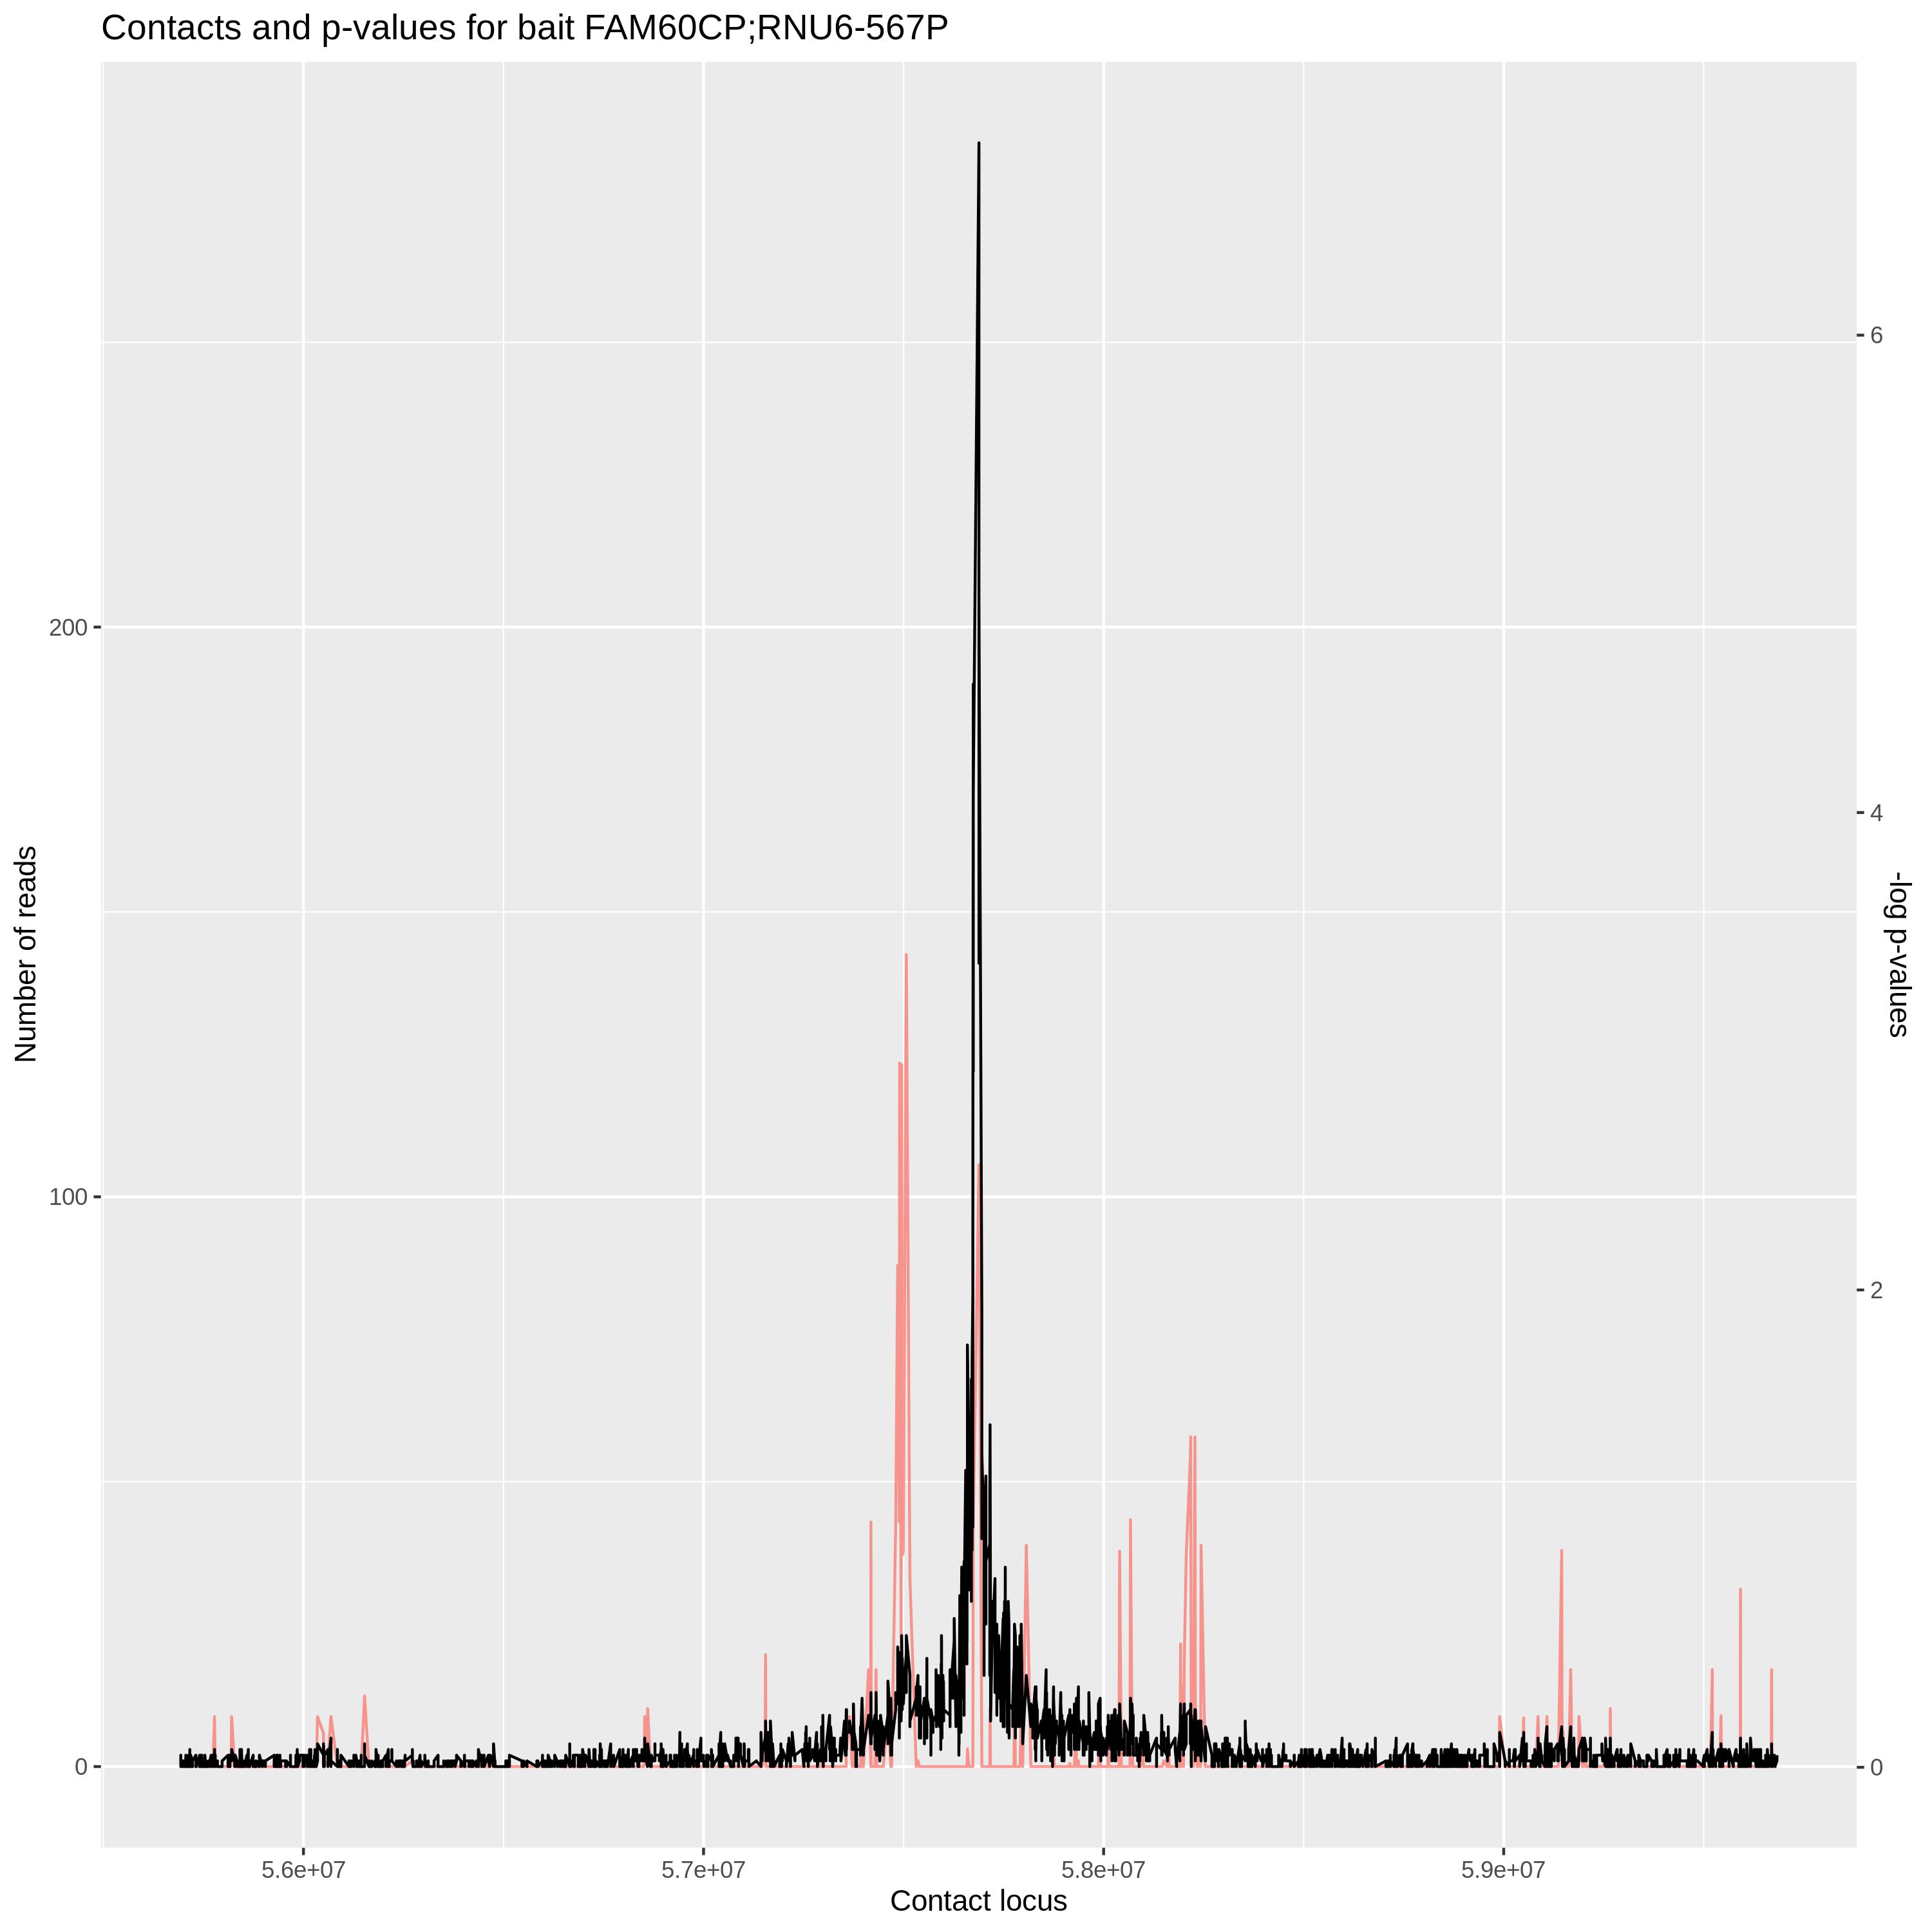 Contacts and p-values for bait FAM60CP;RNU6-567P
6
200
4
Number of reads
-log p-values
100
2
0
0
5.6e+07
5.7e+07
5.8e+07
5.9e+07
Contact locus